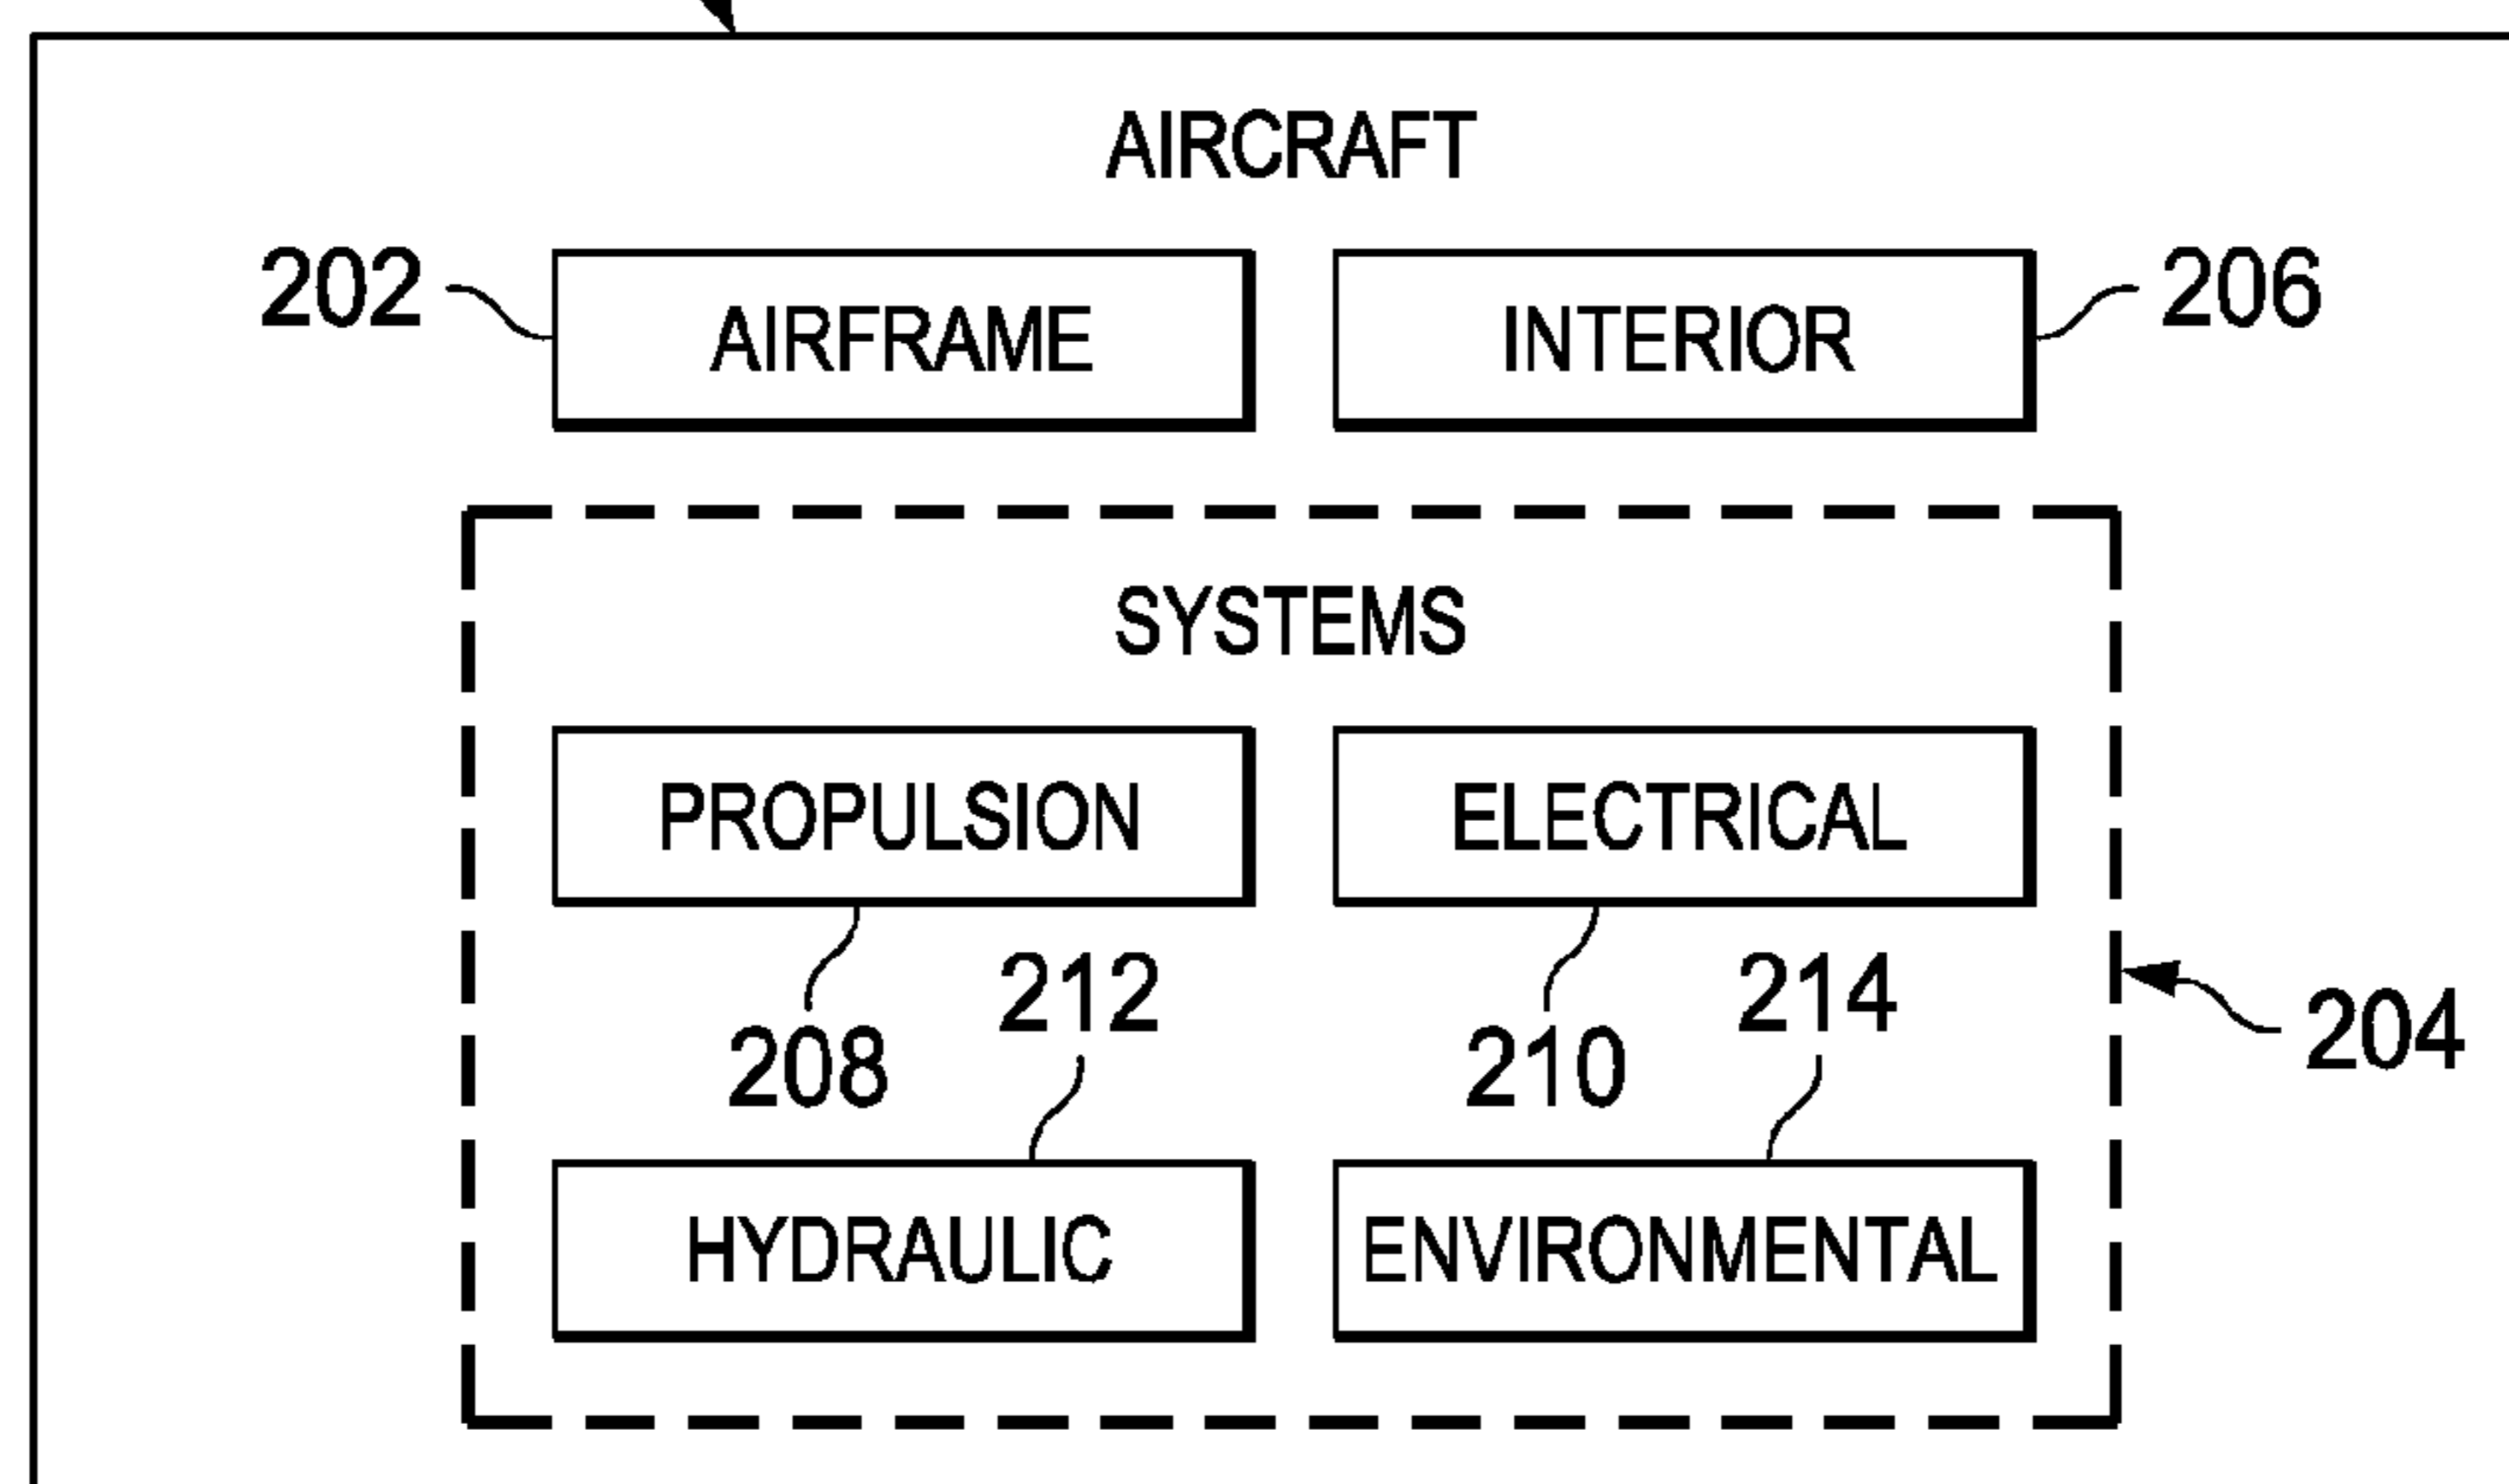 AIRCRAFT
202 AIRFRAME INTERIOR 206
SYSTEMS
PROPULSION ELECTRICAL
212 214
204
208 210
HYDRAULIC ENVIRONMENTAL